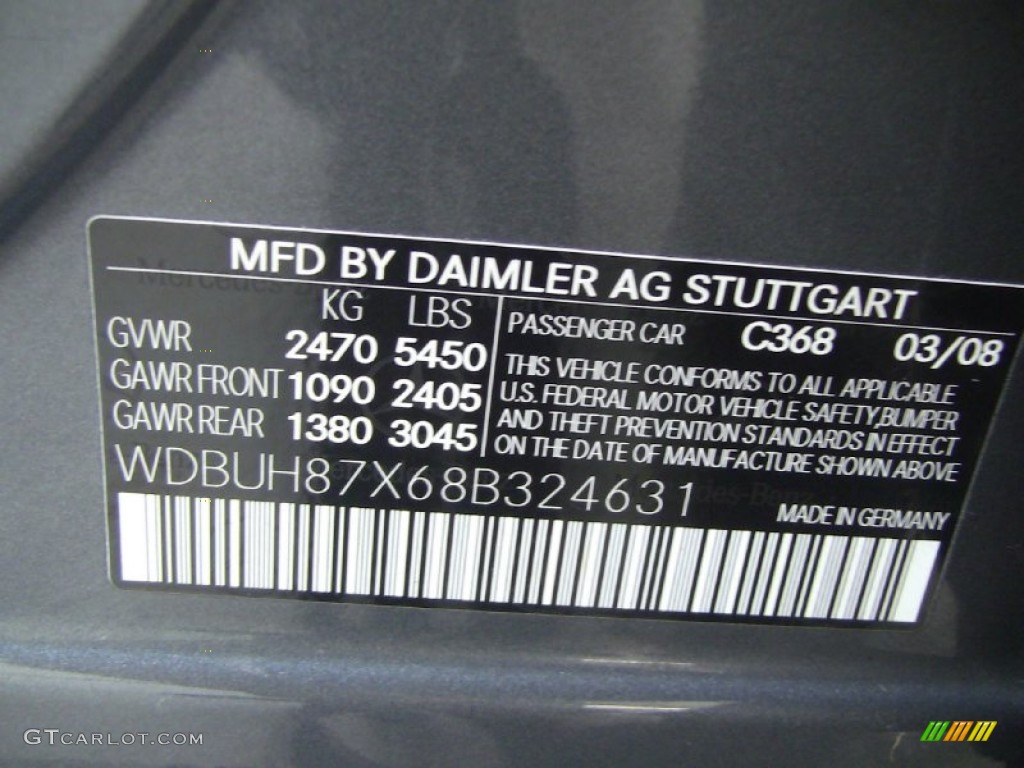 MFD BY DAIMLER AG STUTTGART
KG LBS
GVWR 2470 5450
GAWR FRONT 1090 2405
GAWR REAR 1380 3045
PASSENGER CAR C368 03/08
THIS VEHICLE CONFORMS TO ALL APPLICABLE
U.S. FEDERAL MOTOR VEHICLE SAFETY,BUMPER
AND THEFT PREVENTION STANDARDS IN EFFECT
ON THE DATE OF MANUFACTURE SHOWN ABOVE
WDBUH87X68B324631
MADE IN GERMANY
GTCARLOT.COM